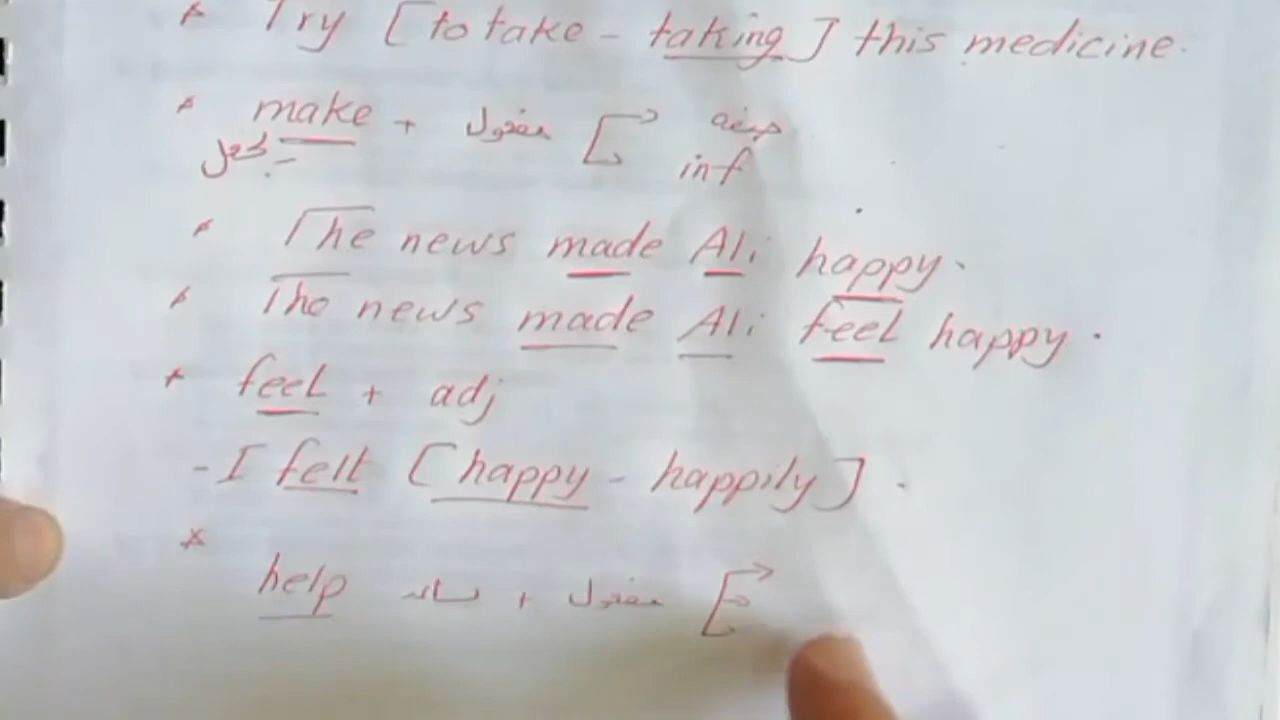 * Try [to take - taking] this medicine.
* make + مفعول [ → صفه
يجعل inf
* The news made Ali happy.
* The news made Ali feel happy.
* feel + adj
- I felt [happy - happily].
* help يساعد + مفعول [ →